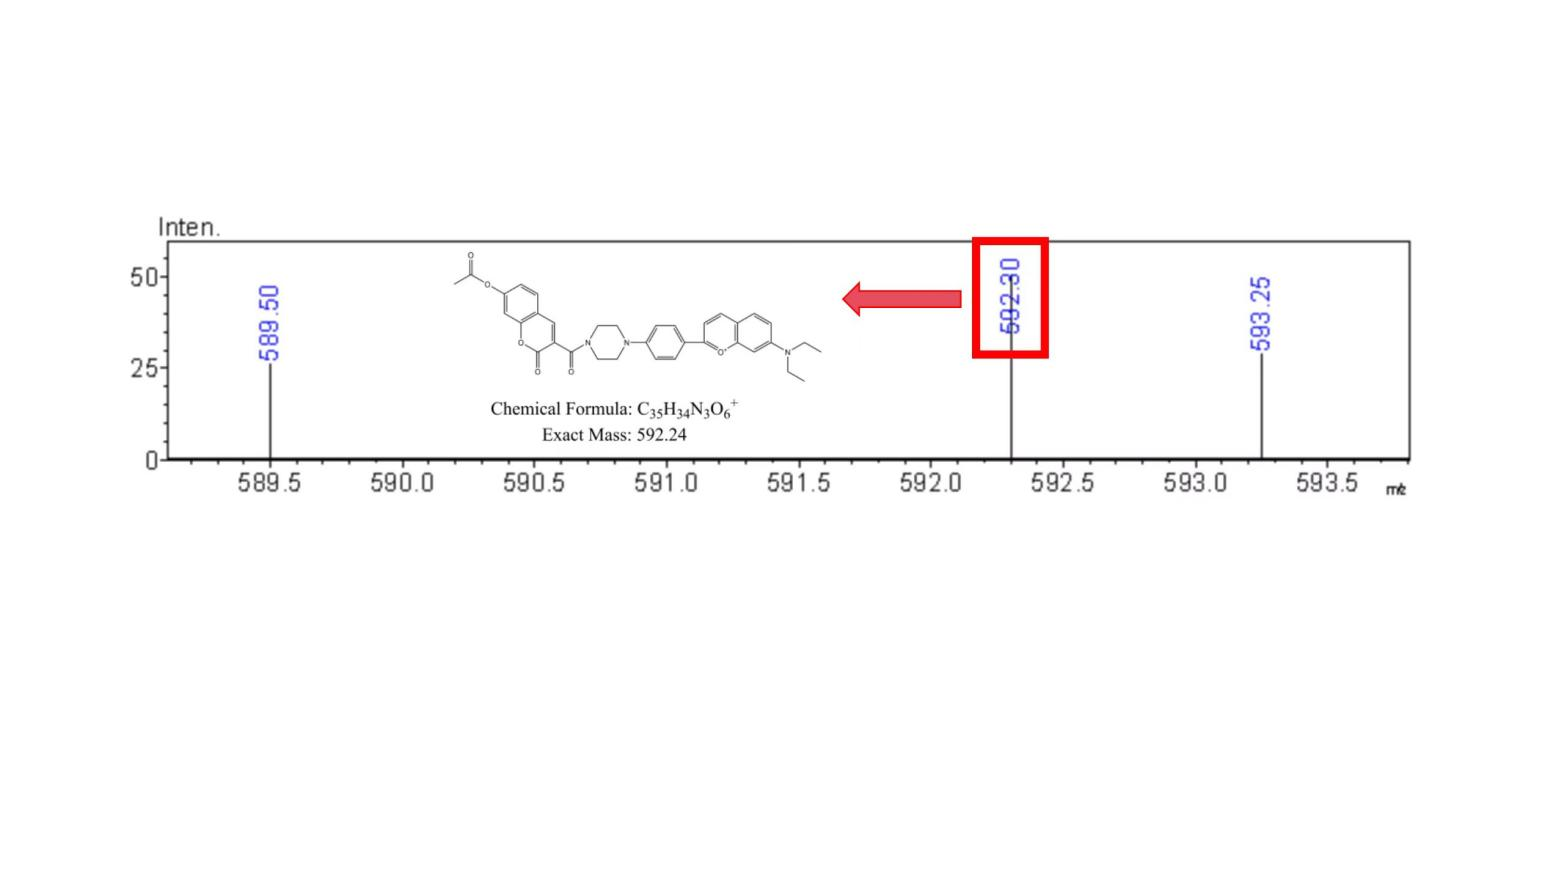 Inten.
50
25
0
589.50
592.30
593.25
O
O
O
O
O
N
N
O+
N
Chemical Formula: C35H34N3O6+
Exact Mass: 592.24
589.5 590.0 590.5 591.0 591.5 592.0 592.5 593.0 593.5 m/z